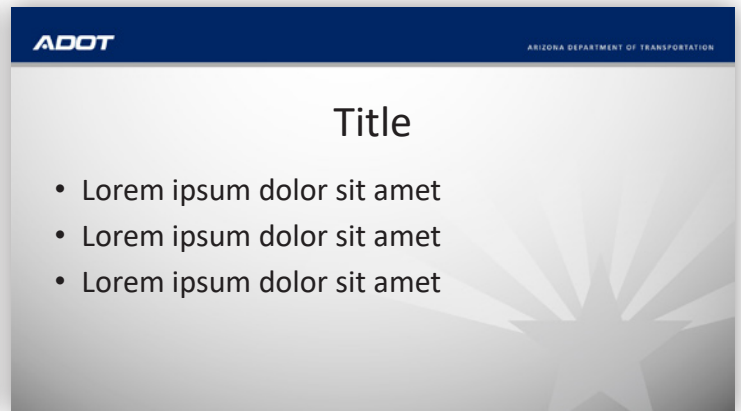 ADOT
ARIZONA DEPARTMENT OF TRANSPORTATION
Title
• Lorem ipsum dolor sit amet
• Lorem ipsum dolor sit amet
• Lorem ipsum dolor sit amet